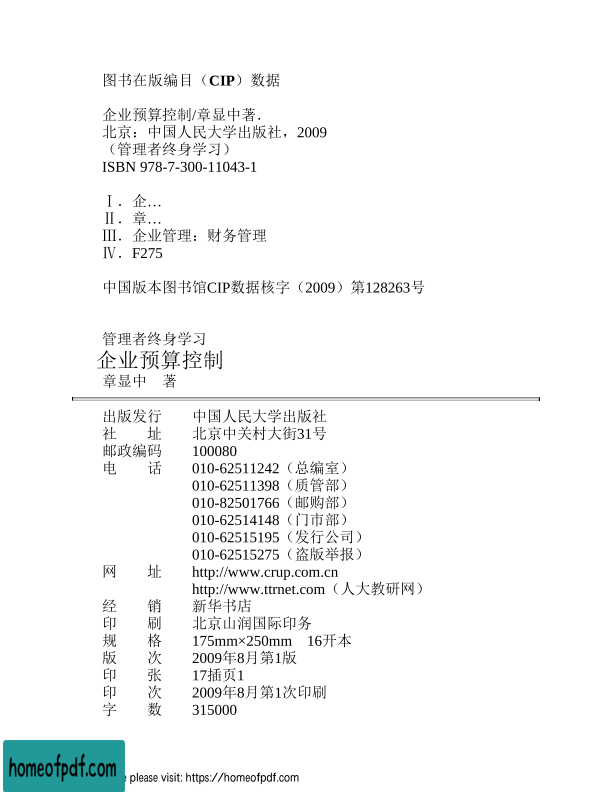 图书在版编目（CIP）数据
企业预算控制/章显中著．
北京：中国人民大学出版社，2009
（管理者终身学习）
ISBN 978-7-300-11043-1
Ⅰ．企…
Ⅱ．章…
Ⅲ．企业管理：财务管理
Ⅳ．F275
中国版本图书馆CIP数据核字（2009）第128263号
管理者终身学习
企业预算控制
章显中　著
出版发行　中国人民大学出版社
社　　址　北京中关村大街31号
邮政编码　100080
电　　话　010-62511242（总编室）
010-62511398（质管部）
010-82501766（邮购部）
010-62514148（门市部）
010-62515195（发行公司）
010-62515275（盗版举报）
网　　址　http://www.crup.com.cn
http://www.ttrnet.com（人大教研网）
经　　销　新华书店
印　　刷　北京山润国际印务
规　　格　175mm×250mm　16开本
版　　次　2009年8月第1版
印　　张　17插页1
印　　次　2009年8月第1次印刷
字　　数　315000
homeofpdf.com
please visit: https://homeofpdf.com